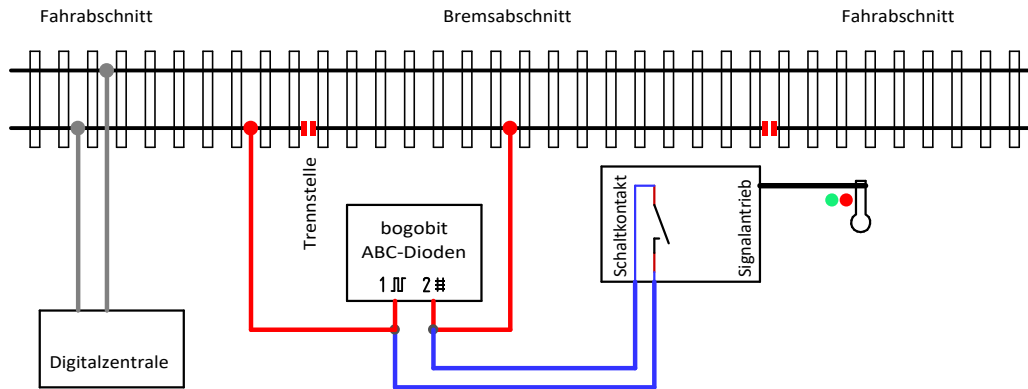 Fahrabschnitt
Bremsabschnitt
Fahrabschnitt
Trennstelle
bogobit
ABC-Dioden
1 2 #
Schaltkontakt
Signalantrieb
Digitalzentrale